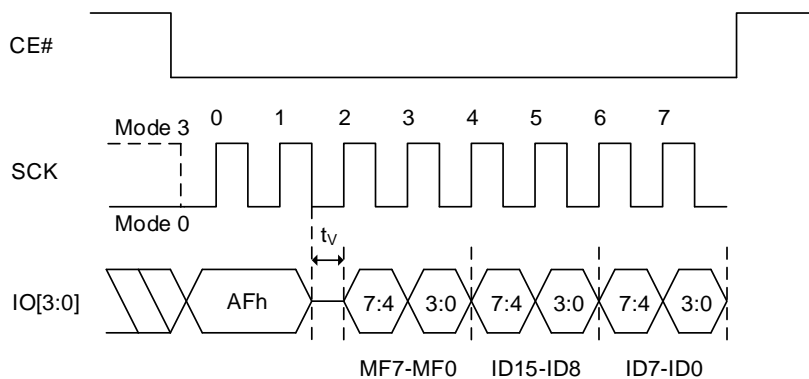 CE#
Mode 3 0 1 2 3 4 5 6 7
SCK
Mode 0
tV
IO[3:0] AFh 7:4 3:0 7:4 3:0 7:4 3:0
MF7-MF0 ID15-ID8 ID7-ID0